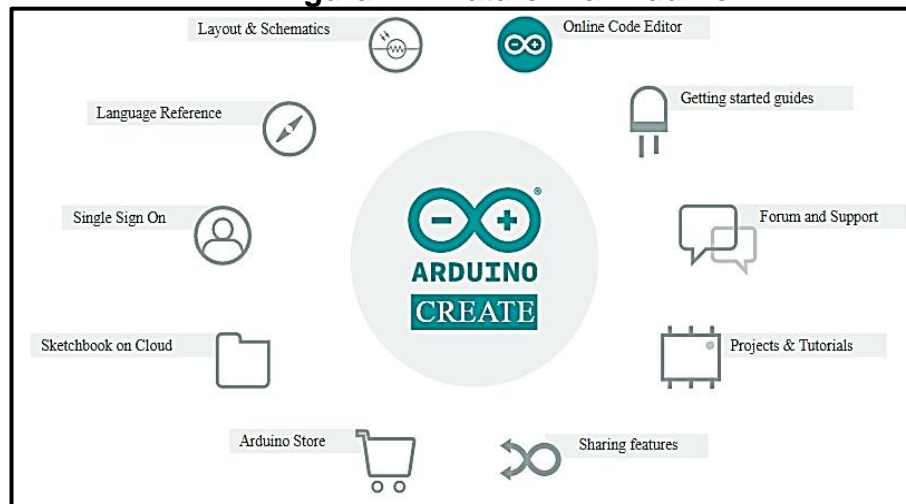 Layout & Schematics
Online Code Editor
Language Reference
Getting started guides
Single Sign On
Forum and Support
ARDUINO
CREATE
Sketchbook on Cloud
Projects & Tutorials
Arduino Store
Sharing features